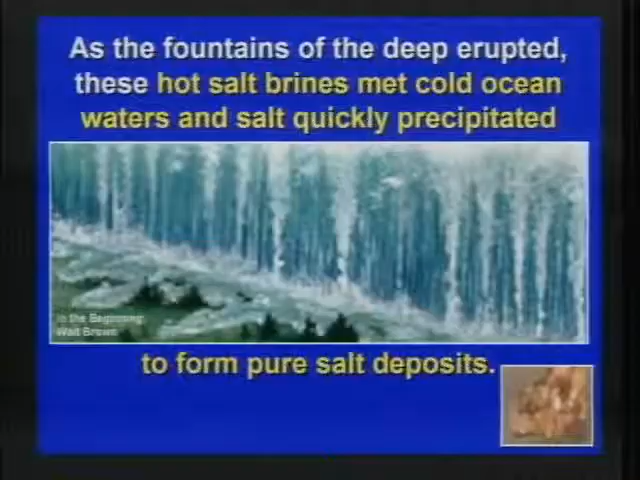 As the fountains of the deep erupted,
these hot salt brines met cold ocean
waters and salt quickly precipitated
In the Beginning:
Walt Brown
to form pure salt deposits.